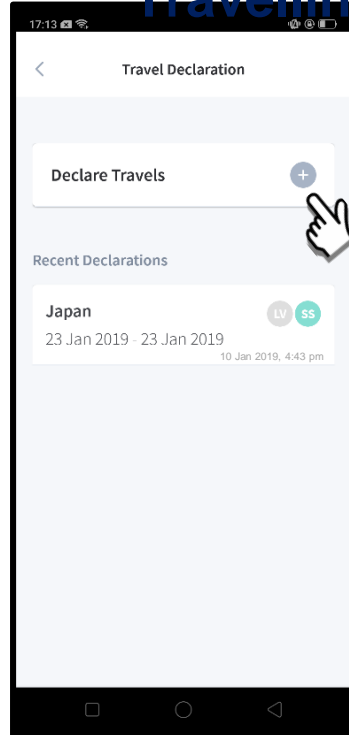 17:13
Travel Declaration
Declare Travels
Recent Declarations
Japan
LV SS
23 Jan 2019 - 23 Jan 2019
10 Jan 2019, 4:43 pm